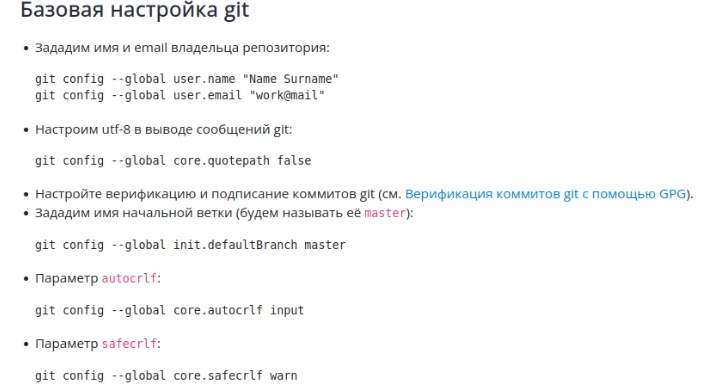 Базовая настройка git
• Зададим имя и email владельца репозитория:
git config --global user.name "Name Surname"
git config --global user.email "work@mail"
• Настроим utf-8 в выводе сообщений git:
git config --global core.quotepath false
• Настройте верификацию и подписание коммитов git (см. Верификация коммитов git с помощью GPG).
• Зададим имя начальной ветки (будем называть её master):
git config --global init.defaultBranch master
• Параметр autocrlf:
git config --global core.autocrlf input
• Параметр safecrlf:
git config --global core.safecrlf warn